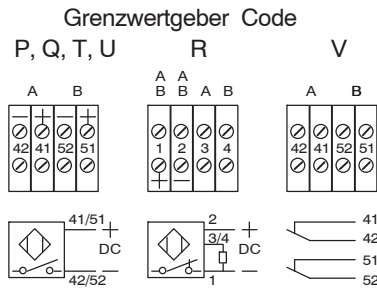 Grenzwertgeber Code
P, Q, T, U R V
A B A B A B A B A B
− + − +
42 41 52 51 1 2 3 4 42 41 52 51
+ −
41/51 + DC − 42/52
2 3/4 + DC − 1
41
42
51
52